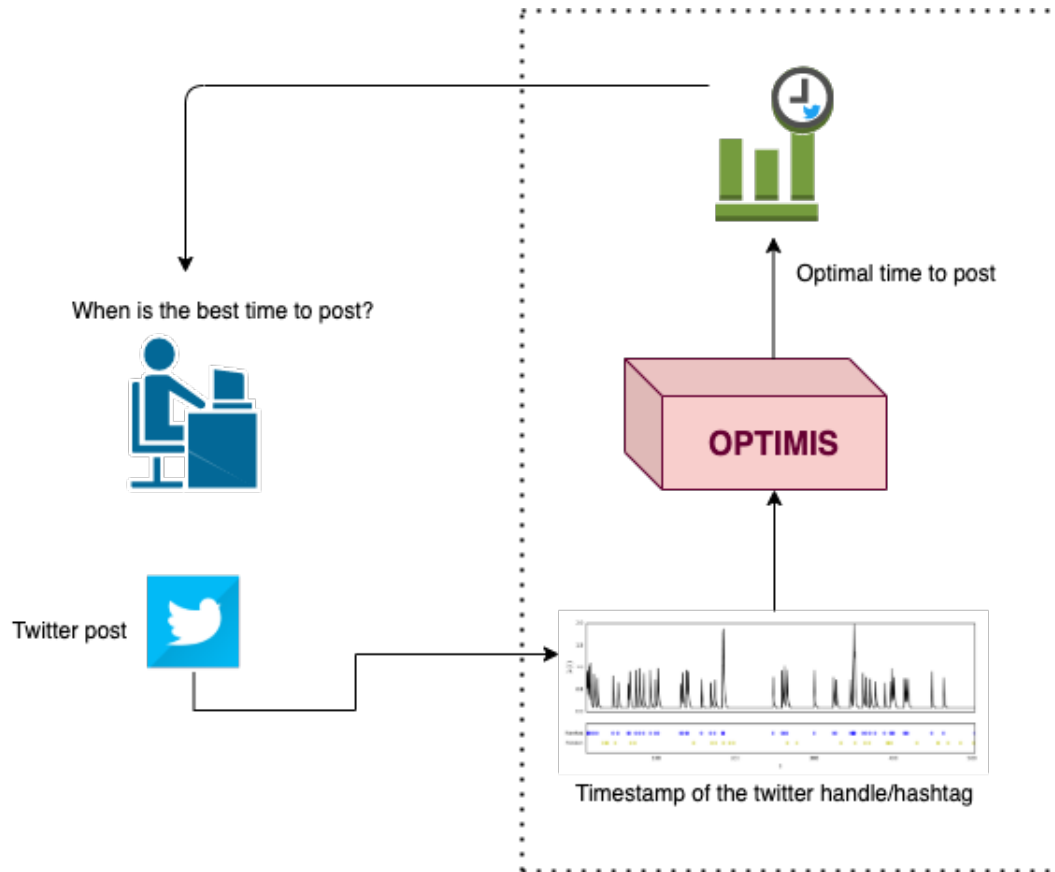 When is the best time to post?
Optimal time to post
OPTIMIS
Twitter post
Timestamp of the twitter handle/hashtag